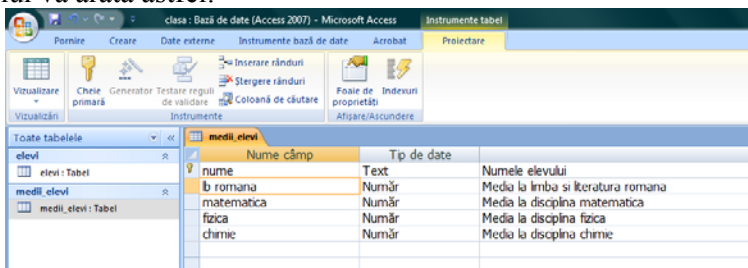 clasa : Bază de date (Access 2007) - Microsoft Access
Instrumente tabel
Pornire
Creare
Date externe
Instrumente bază de date
Acrobat
Proiectare
Vizualizare
Cheie primară
Generator
Testare reguli de validare
Inserare rânduri
Ștergere rânduri
Coloană de căutare
Foaie de proprietăți
Indexuri
Vizualizări
Instrumente
Afișare/Ascundere
Toate tabelele
elevi
elevi : Tabel
medii_elevi
medii_elevi : Tabel
medii_elevi
Nume câmp Tip de date
nume Text Numele elevului
lb romana Număr Media la limba si literatura romana
matematica Număr Media la disciplina matematica
fizica Număr Media la disciplina fizica
chimie Număr Media la disciplina chimie